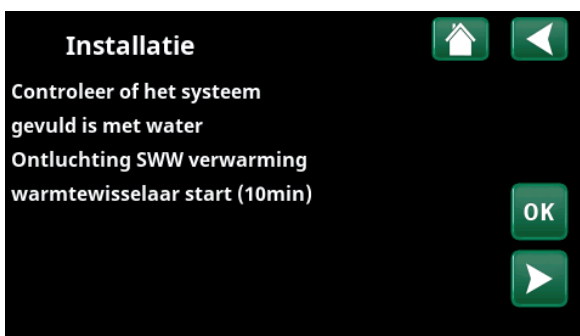 Installatie
Controleer of het systeem
gevuld is met water
Ontluchting SWW verwarming
warmtewisselaar start (10min)
OK